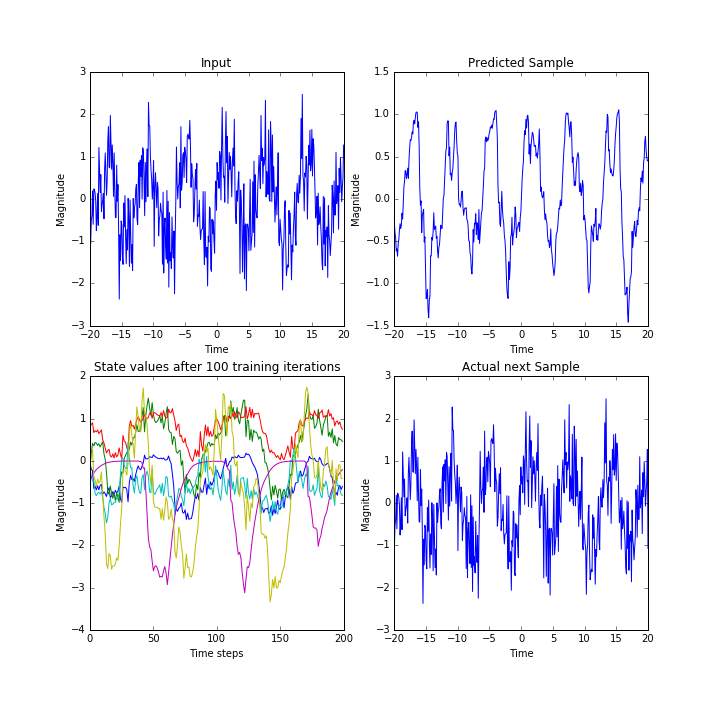 Input
Predicted Sample
3
2
1
0
−1
−2
−3
Magnitude
−20 −15 −10 −5 0 5 10 15 20
Time
1.5
1.0
0.5
0.0
−0.5
−1.0
−1.5
Magnitude
−20 −15 −10 −5 0 5 10 15 20
Time
State values after 100 training iterations
Actual next Sample
2
1
0
−1
−2
−3
−4
Magnitude
0 50 100 150 200
Time steps
3
2
1
0
−1
−2
−3
Magnitude
−20 −15 −10 −5 0 5 10 15 20
Time